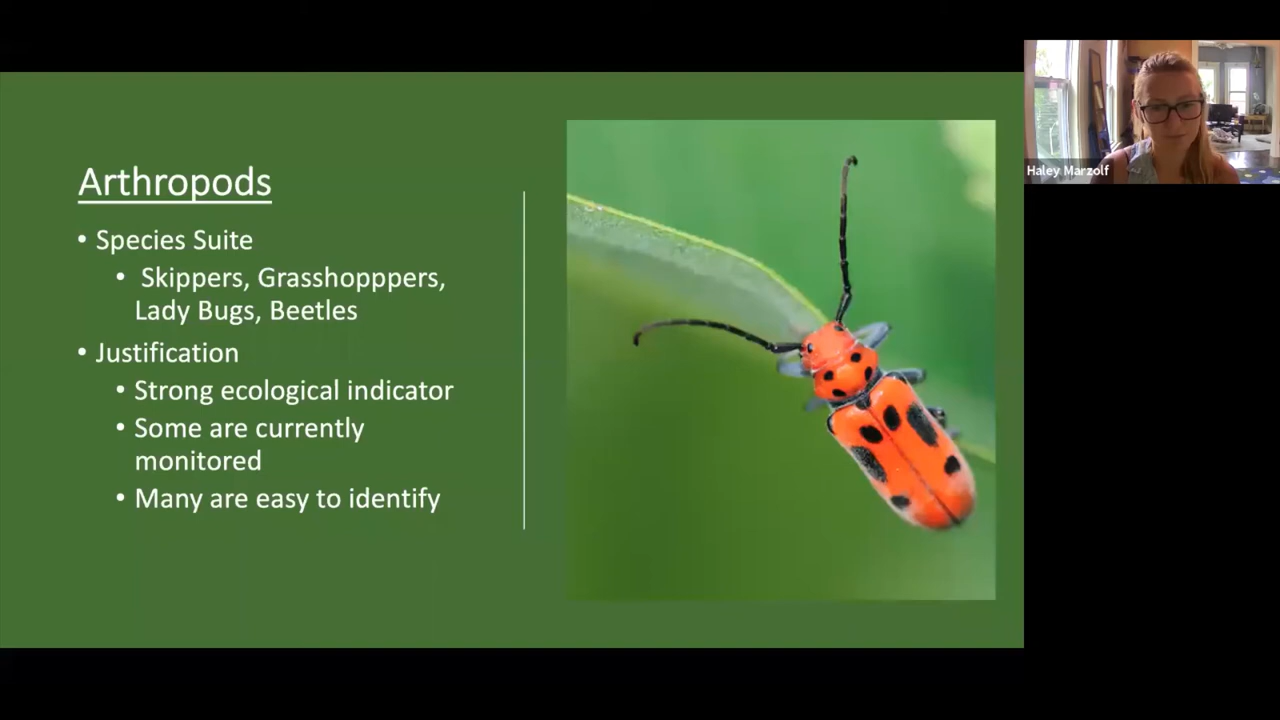 Arthropods
• Species Suite
• Skippers, Grasshopppers,
Lady Bugs, Beetles
• Justification
• Strong ecological indicator
• Some are currently
monitored
• Many are easy to identify
Haley Marzolf